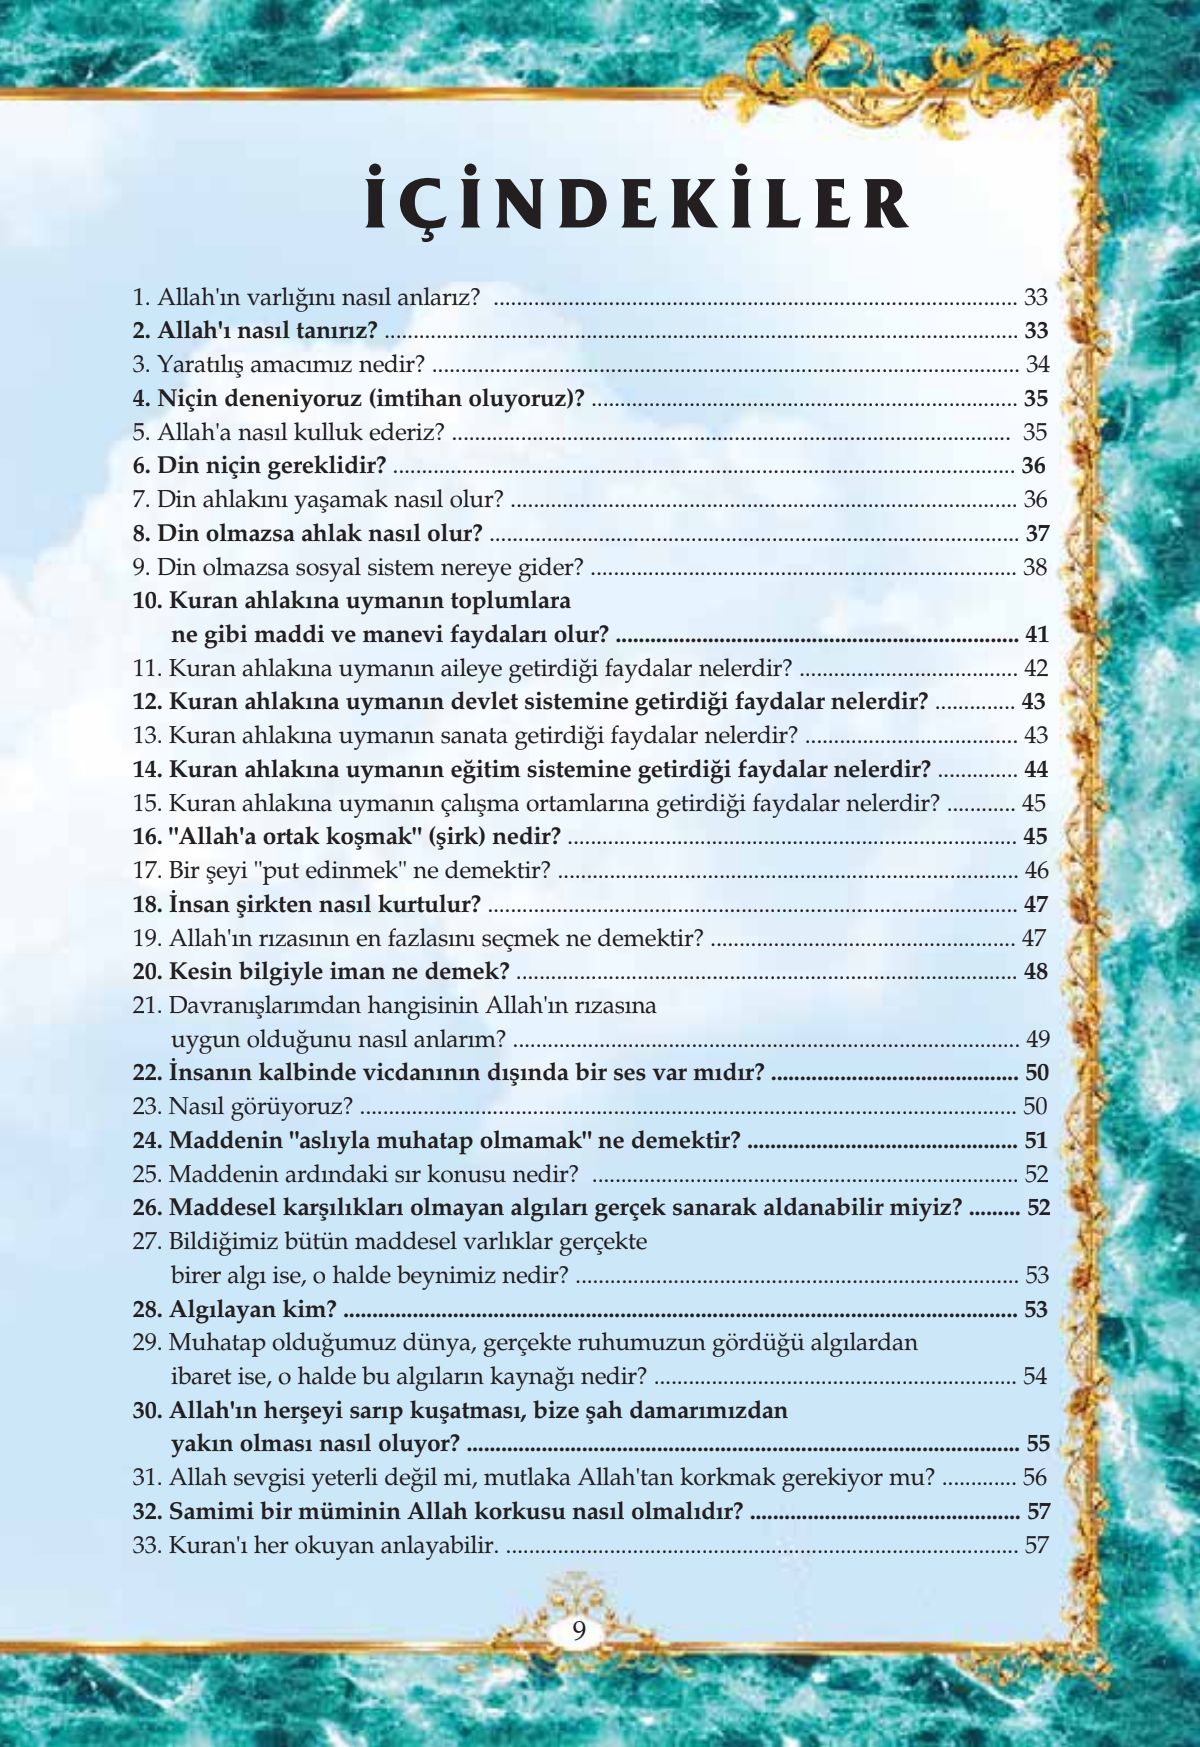 İÇİNDEKİLER
1. Allah'ın varlığını nasıl anlarız? ........................................................................................... 33
2. Allah'ı nasıl tanırız? .............................................................................................................. 33
3. Yaratılış amacımız nedir? ...................................................................................................... 34
4. Niçin deneniyoruz (imtihan oluyoruz)? .......................................................................... 35
5. Allah'a nasıl kulluk ederiz? ................................................................................................. 35
6. Din niçin gereklidir? ............................................................................................................ 36
7. Din ahlakını yaşamak nasıl olur? ........................................................................................ 36
8. Din olmazsa ahlak nasıl olur? ............................................................................................ 37
9. Din olmazsa sosyal sistem nereye gider? .......................................................................... 38
10. Kuran ahlakına uymanın toplumlara
ne gibi maddi ve manevi faydaları olur? ...................................................................... 41
11. Kuran ahlakına uymanın aileye getirdiği faydalar nelerdir? ...................................... 42
12. Kuran ahlakına uymanın devlet sistemine getirdiği faydalar nelerdir? .............. 43
13. Kuran ahlakına uymanın sanata getirdiği faydalar nelerdir? ..................................... 43
14. Kuran ahlakına uymanın eğitim sistemine getirdiği faydalar nelerdir? .............. 44
15. Kuran ahlakına uymanın çalışma ortamlarına getirdiği faydalar nelerdir? ............ 45
16. "Allah'a ortak koşmak" (şirk) nedir? .............................................................................. 45
17. Bir şeyi "put edinmek" ne demektir? ................................................................................ 46
18. İnsan şirkten nasıl kurtulur? ............................................................................................ 47
19. Allah'ın rızasının en fazlasını seçmek ne demektir? ..................................................... 47
20. Kesin bilgiyle iman ne demek? ....................................................................................... 48
21. Davranışlarımdan hangisinin Allah'ın rızasına
uygun olduğunu nasıl anlarım? ........................................................................................ 49
22. İnsanın kalbinde vicdanının dışında bir ses var mıdır? ........................................... 50
23. Nasıl görüyoruz? .................................................................................................................. 50
24. Maddenin "aslıyla muhatap olmamak" ne demektir? ............................................... 51
25. Maddenin ardındaki sır konusu nedir? .......................................................................... 52
26. Maddesel karşılıkları olmayan algıları gerçek sanarak aldanabilir miyiz? ......... 52
27. Bildiğimiz bütün maddesel varlıklar gerçekte
birer algı ise, o halde beynimiz nedir? ............................................................................. 53
28. Algılayan kim? ..................................................................................................................... 53
29. Muhatap olduğumuz dünya, gerçekte ruhumuzun gördüğü algılardan
ibaret ise, o halde bu algıların kaynağı nedir? ............................................................... 54
30. Allah'ın herşeyi sarıp kuşatması, bize şah damarımızdan
yakın olması nasıl oluyor? ................................................................................................ 55
31. Allah sevgisi yeterli değil mi, mutlaka Allah'tan korkmak gerekiyor mu? ............. 56
32. Samimi bir müminin Allah korkusu nasıl olmalıdır? ............................................... 57
33. Kuran'ı her okuyan anlayabilir. ......................................................................................... 57
9